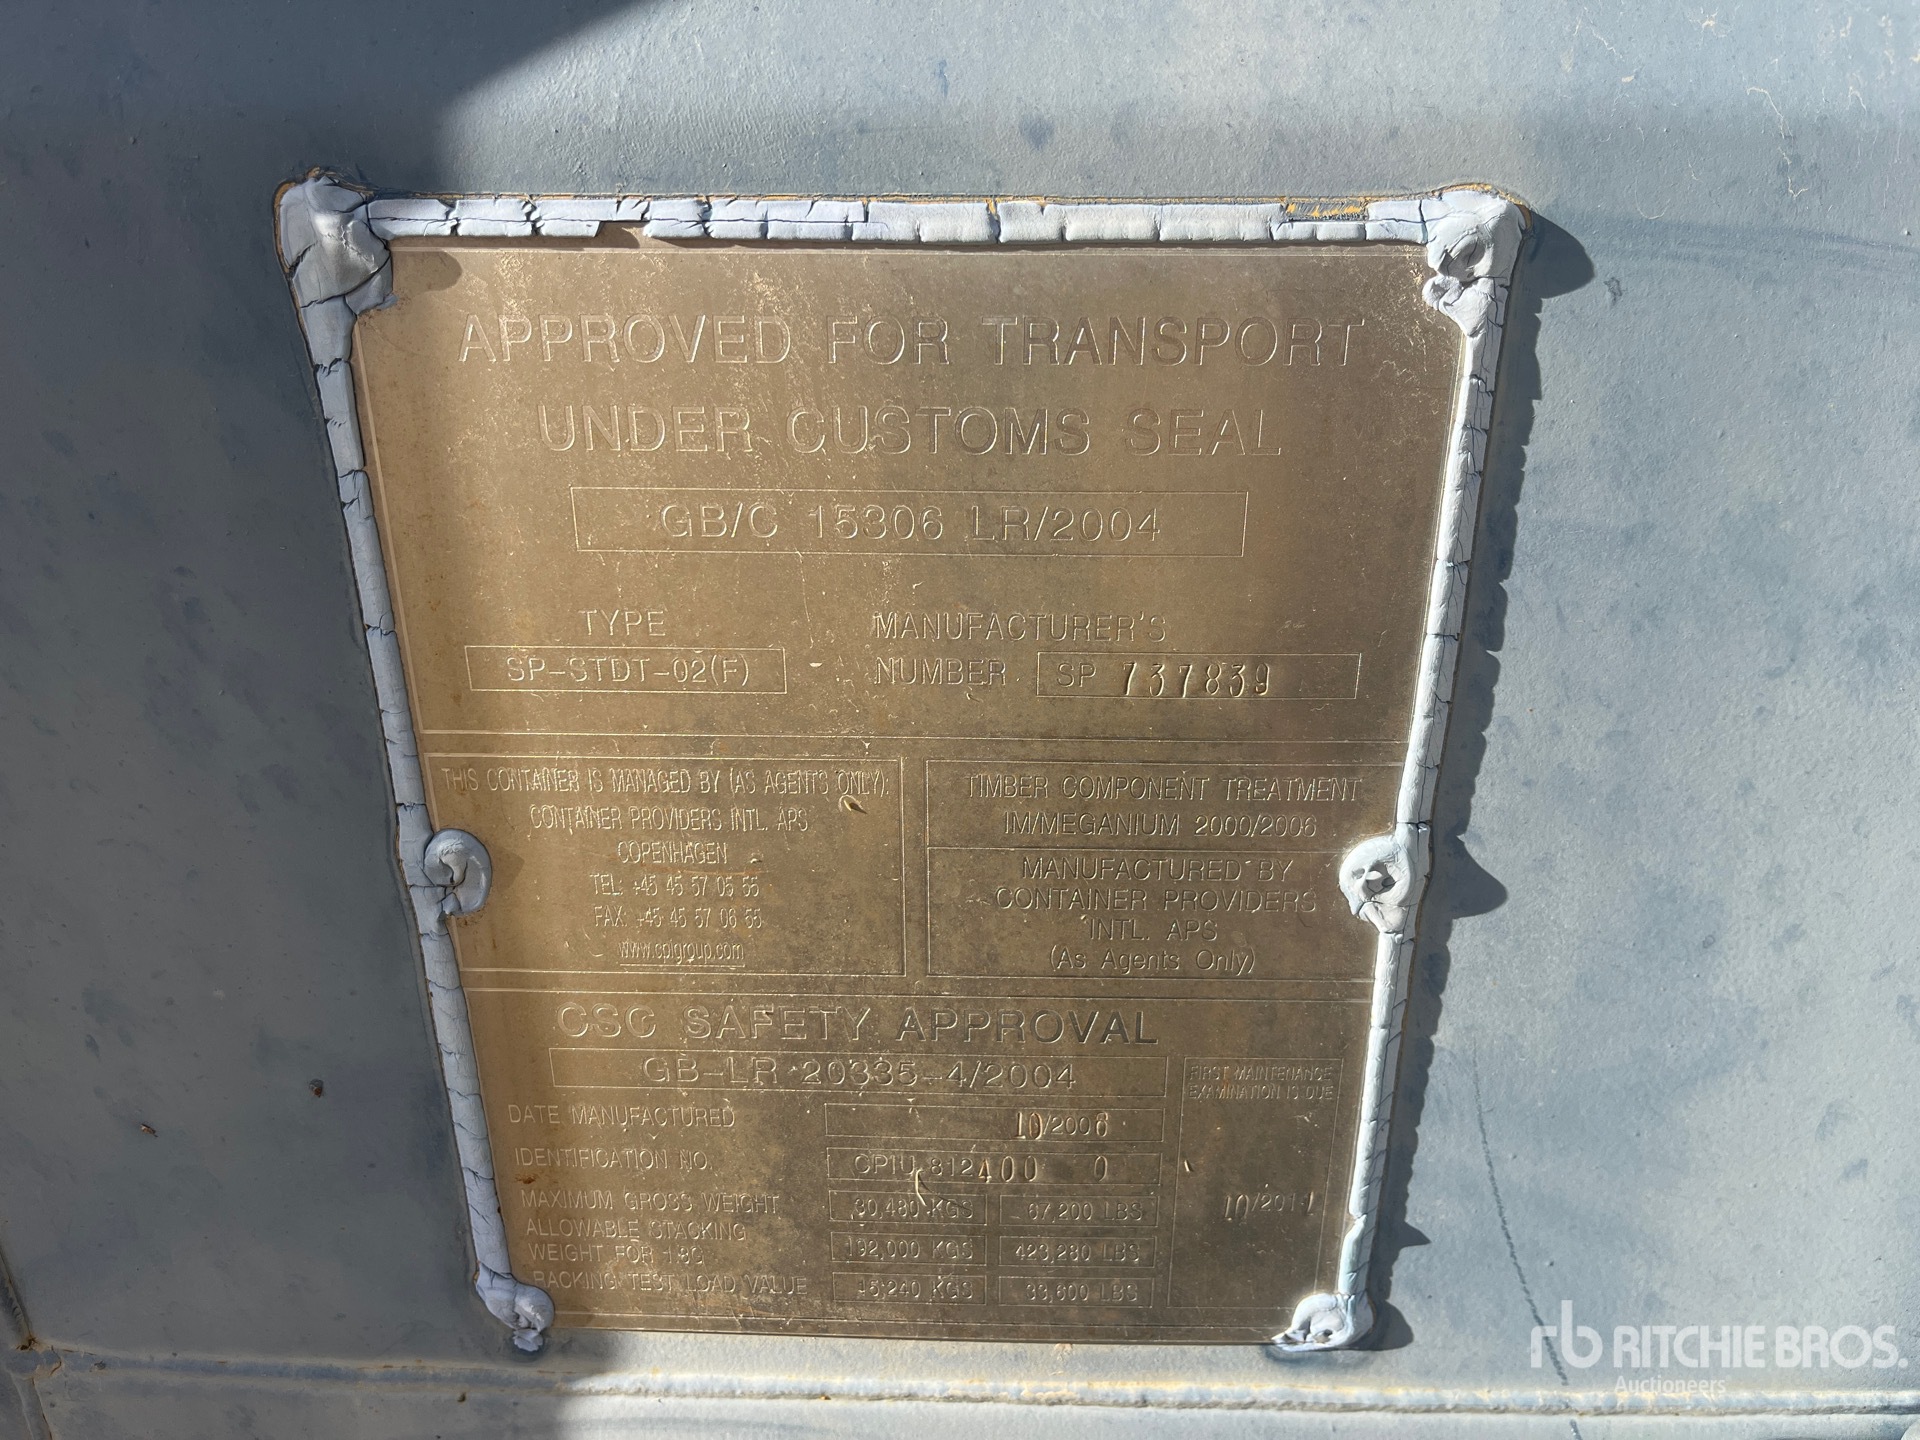 APPROVED FOR TRANSPORT
UNDER CUSTOMS SEAL
GB/C 15306 LR/2004
TYPE
SP-STDT-02(F)
MANUFACTURER'S
NUMBER SP 737839
THIS CONTAINER IS MANAGED BY (AS AGENTS ONLY):
CONTAINER PROVIDERS INTL. APS
COPENHAGEN
TEL: +45 45 57 05 55
FAX: +45 45 57 06 55
www.cpigroup.com
TIMBER COMPONENT TREATMENT
IM/MEGANIUM 2000/2006
MANUFACTURED BY
CONTAINER PROVIDERS
INTL. APS
(As Agents Only)
CSC SAFETY APPROVAL
GB-LR 20335-4/2004
DATE MANUFACTURED 10/2006
IDENTIFICATION NO. CPIU 812400 0
MAXIMUM GROSS WEIGHT 30,480 KGS 67,200 LBS
ALLOWABLE STACKING
WEIGHT FOR 1.8G 192,000 KGS 423,280 LBS
RACKING TEST LOAD VALUE 15,240 KGS 33,600 LBS
FIRST MAINTENANCE
EXAMINATION IS DUE
10/2011
rb RITCHIE BROS.
Auctioneers